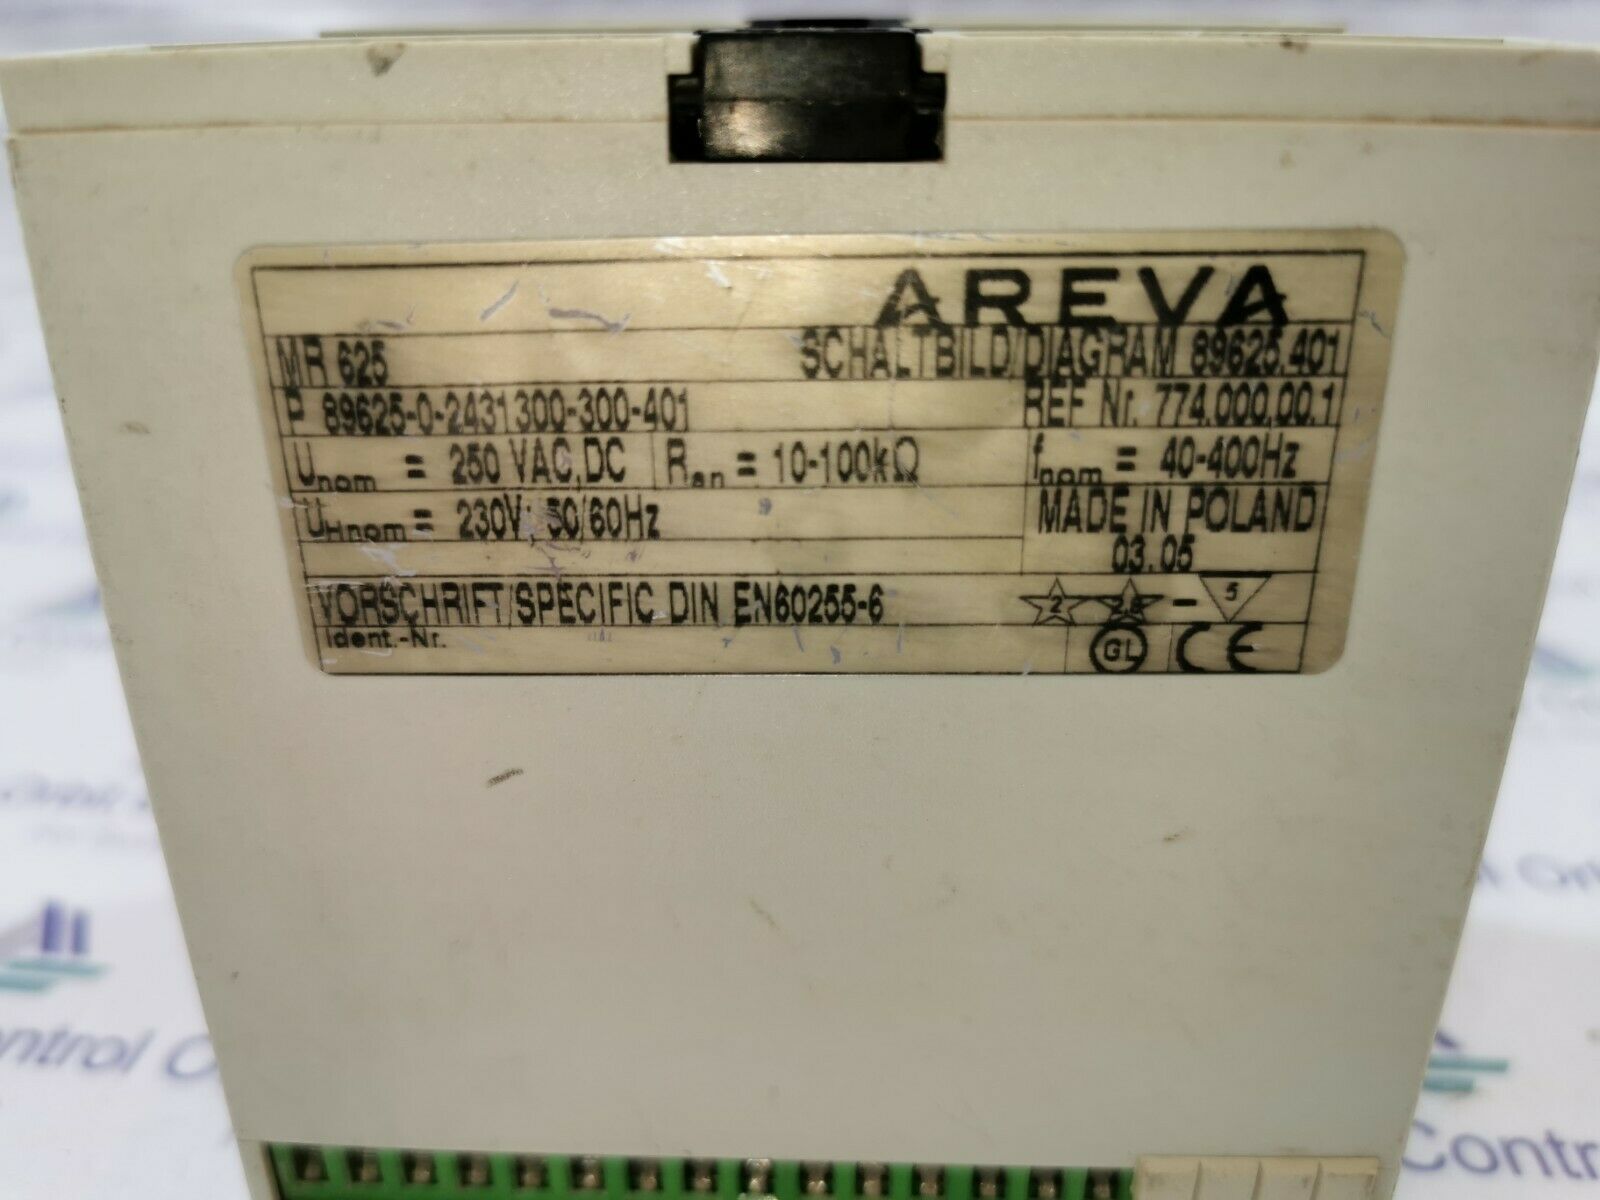 AREVA
MR 625 SCHALTBILD/DIAGRAM 89625.401
P 89625-0-2431300-300-401 REF Nr. 774.000.00.1
Unom = 250 VAC,DC Ran = 10-100kΩ fnom = 40-400Hz
UHnom = 230V; 50/60Hz MADE IN POLAND
03.05
VORSCHRIFT/SPECIFIC. DIN EN60255-6 2 - 5
Ident.-Nr. GL CE
ontrol O
Contr